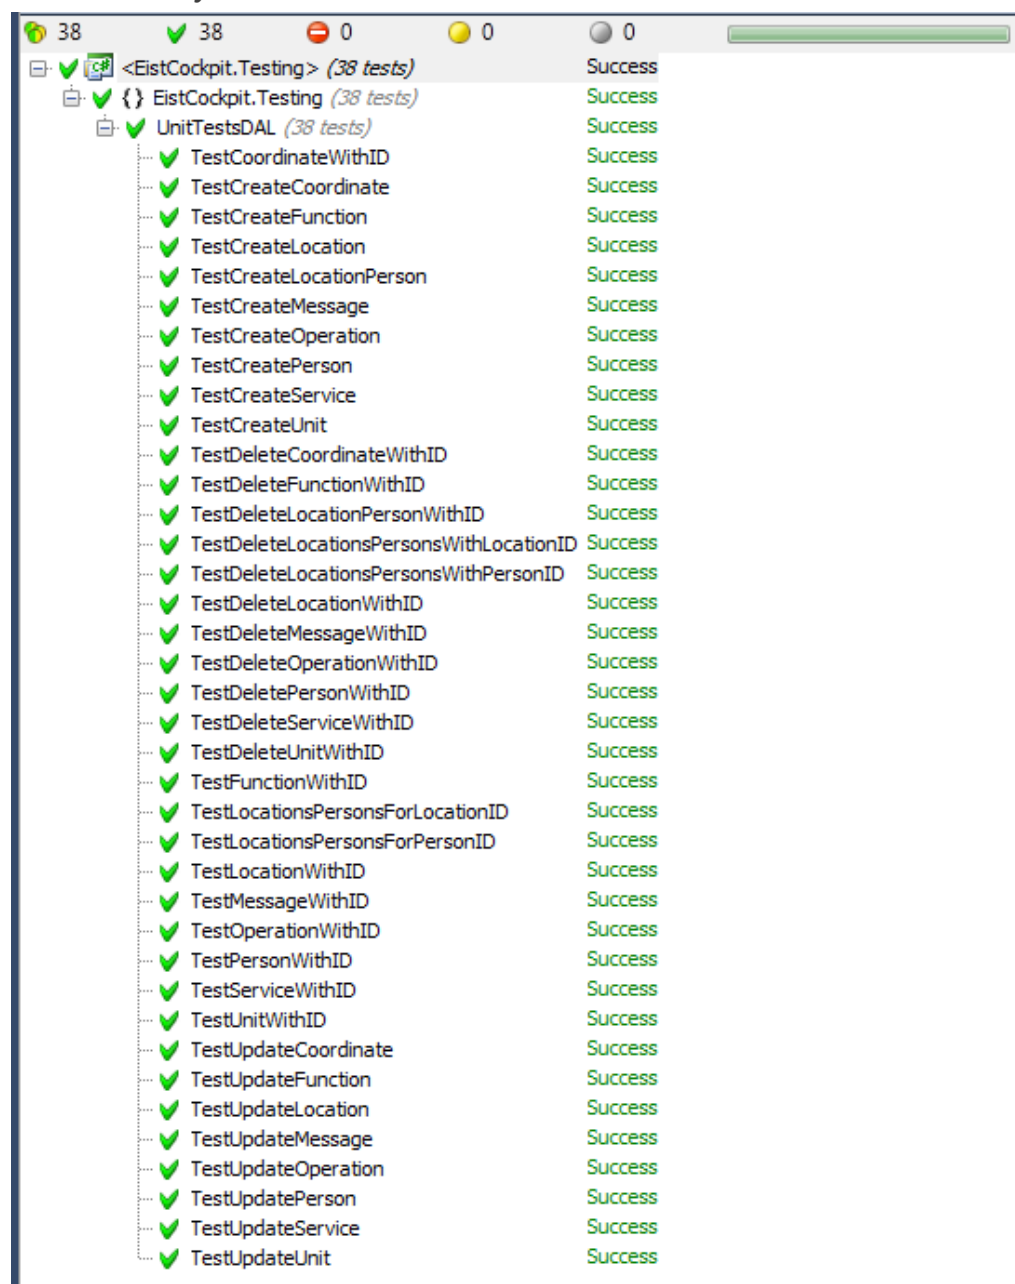 38 38 0 0 0
<EistCockpit.Testing> (38 tests) Success
{} EistCockpit.Testing (38 tests) Success
UnitTestsDAL (38 tests) Success
TestCoordinateWithID Success
TestCreateCoordinate Success
TestCreateFunction Success
TestCreateLocation Success
TestCreateLocationPerson Success
TestCreateMessage Success
TestCreateOperation Success
TestCreatePerson Success
TestCreateService Success
TestCreateUnit Success
TestDeleteCoordinateWithID Success
TestDeleteFunctionWithID Success
TestDeleteLocationPersonWithID Success
TestDeleteLocationsPersonsWithLocationID Success
TestDeleteLocationsPersonsWithPersonID Success
TestDeleteLocationWithID Success
TestDeleteMessageWithID Success
TestDeleteOperationWithID Success
TestDeletePersonWithID Success
TestDeleteServiceWithID Success
TestDeleteUnitWithID Success
TestFunctionWithID Success
TestLocationsPersonsForLocationID Success
TestLocationsPersonsForPersonID Success
TestLocationWithID Success
TestMessageWithID Success
TestOperationWithID Success
TestPersonWithID Success
TestServiceWithID Success
TestUnitWithID Success
TestUpdateCoordinate Success
TestUpdateFunction Success
TestUpdateLocation Success
TestUpdateMessage Success
TestUpdateOperation Success
TestUpdatePerson Success
TestUpdateService Success
TestUpdateUnit Success